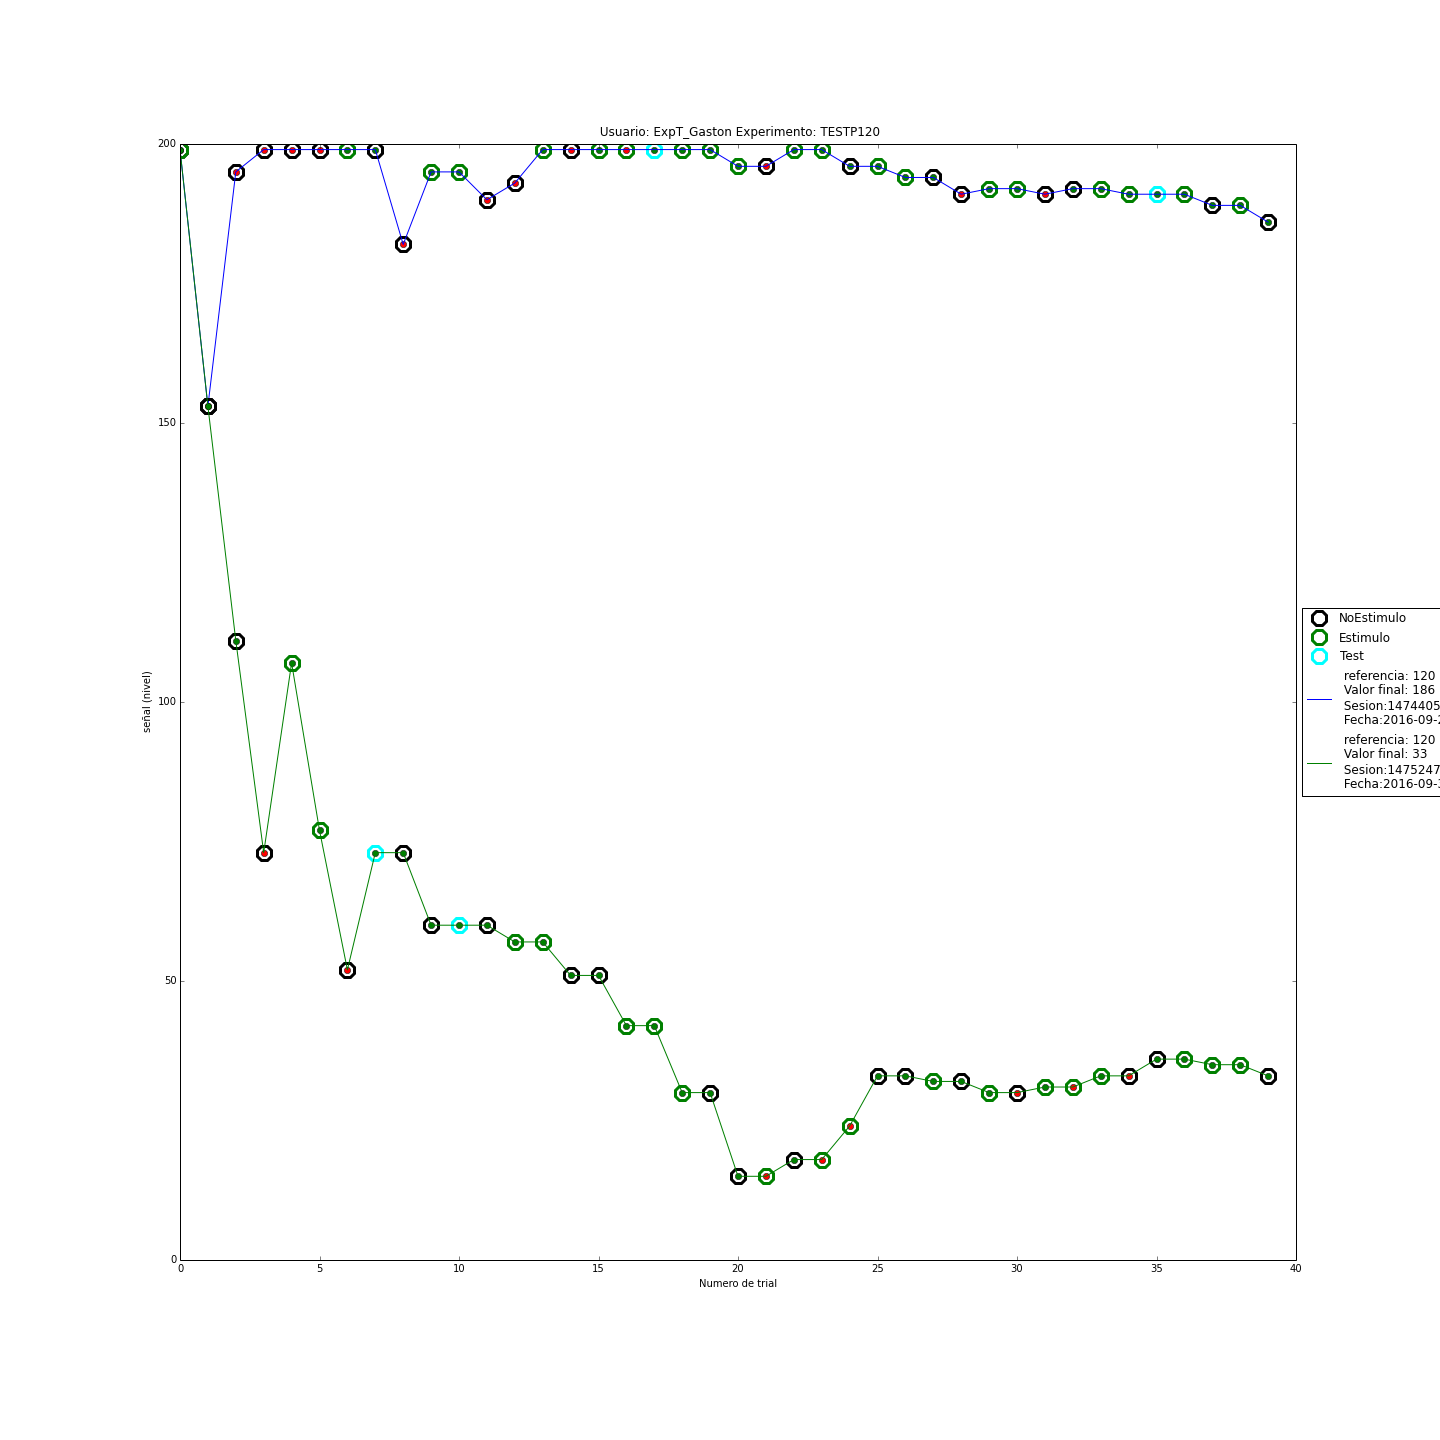 Usuario: ExpT_Gaston Experimento: TESTP120
200
150
100
50
0
señal (nivel)
0 5 10 15 20 25 30 35 40
Numero de trial
NoEstimulo
Estimulo
Test
referencia: 120
Valor final: 186
Sesion:1474405
Fecha:2016-09-
referencia: 120
Valor final: 33
Sesion:1475247
Fecha:2016-09-